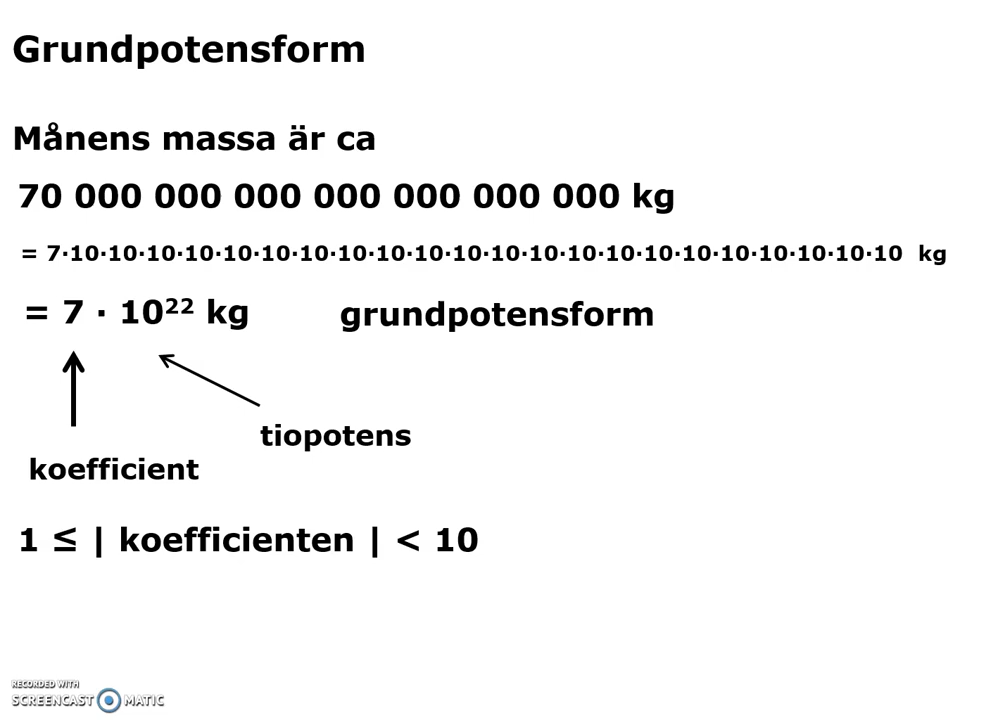 Grundpotensform
Månens massa är ca
70 000 000 000 000 000 000 000 kg
= 7·10·10·10·10·10·10·10·10·10·10·10·10·10·10·10·10·10·10·10·10·10·10 kg
= 7 · 10²² kg grundpotensform
tiopotens
koefficient
1 ≤ | koefficienten | < 10
RECORDED WITH
SCREENCAST MATIC